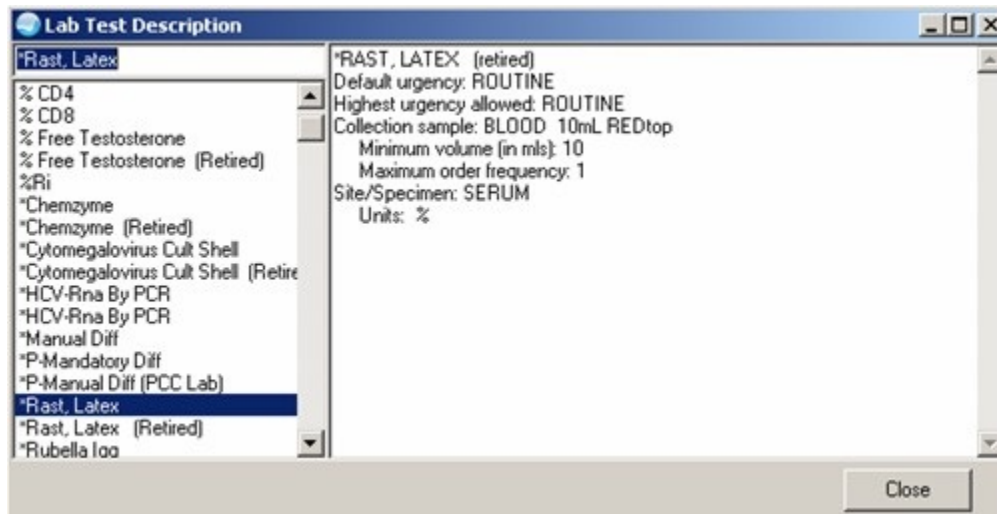 Lab Test Description
*Rast, Latex
% CD4
% CD8
% Free Testosterone
% Free Testosterone (Retired)
%Ri
*Chemzyme
*Chemzyme (Retired)
*Cytomegalovirus Cult Shell
*Cytomegalovirus Cult Shell (Retire
*HCV-Rna By PCR
*HCV-Rna By PCR
*Manual Diff
*P-Mandatory Diff
*P-Manual Diff (PCC Lab)
*Rast, Latex
*Rast, Latex (Retired)
*Rubella Igg
*RAST, LATEX (retired)
Default urgency: ROUTINE
Highest urgency allowed: ROUTINE
Collection sample: BLOOD 10mL REDtop
Minimum volume (in mls): 10
Maximum order frequency: 1
Site/Specimen: SERUM
Units: %
Close